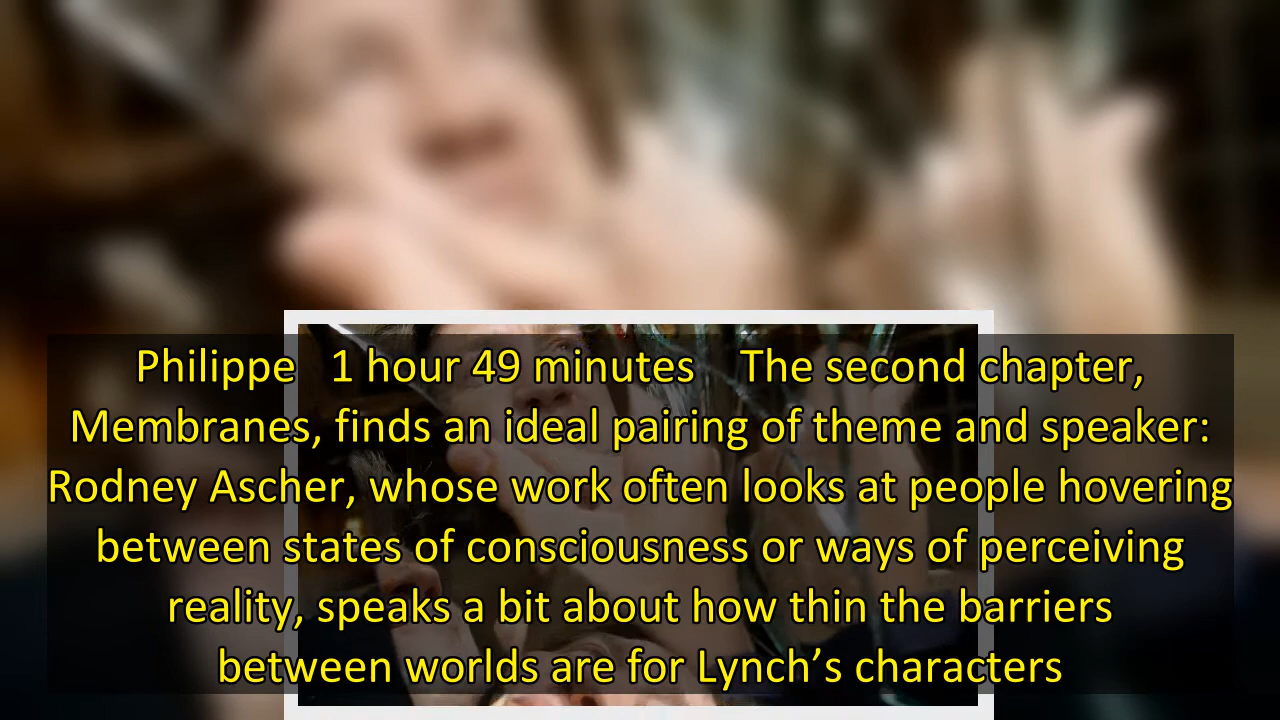 Philippe   1 hour 49 minutes    The second chapter,
Membranes, finds an ideal pairing of theme and speaker:
Rodney Ascher, whose work often looks at people hovering
between states of consciousness or ways of perceiving
reality, speaks a bit about how thin the barriers
between worlds are for Lynch’s characters